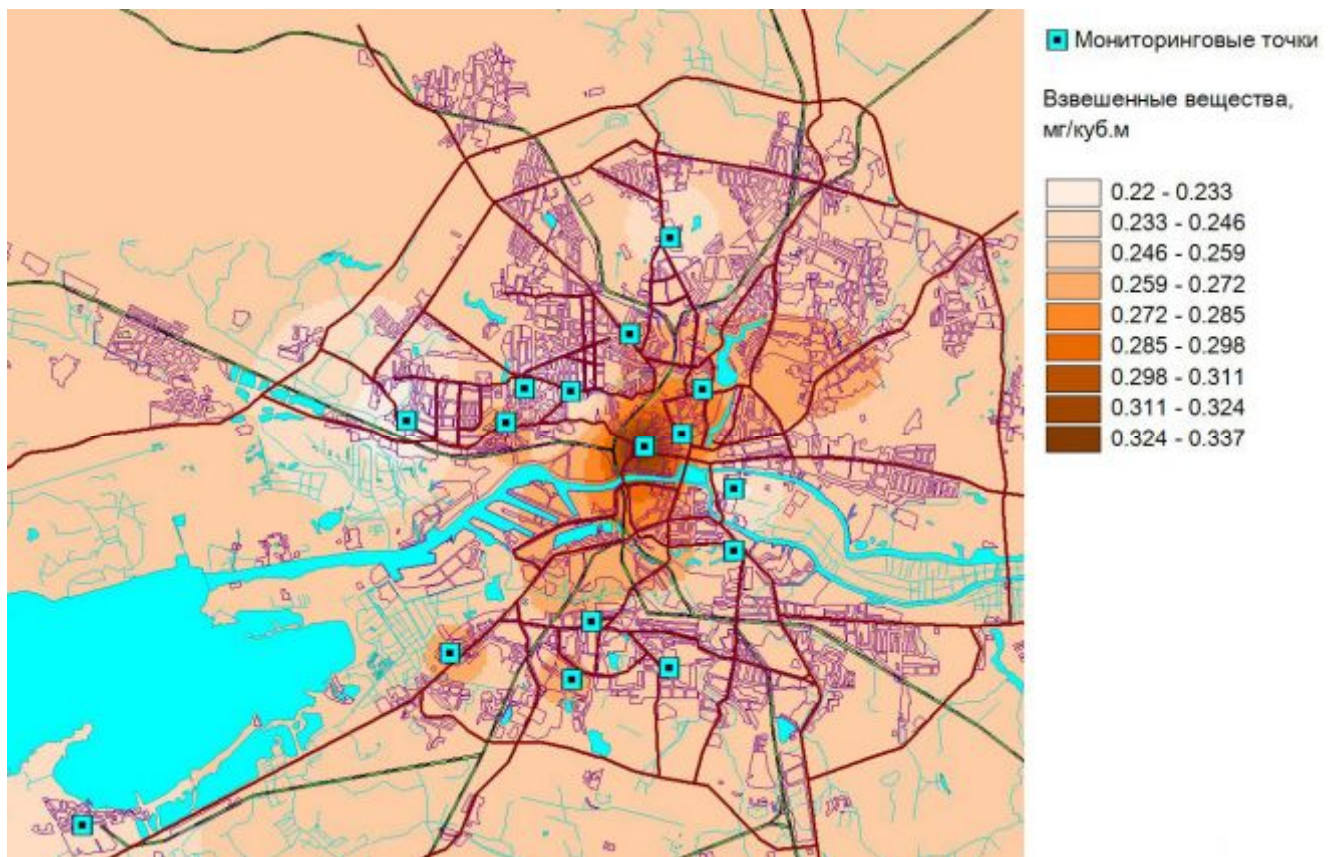 Мониторинговые точки
Взвешенные вещества,
мг/куб.м
0.22 - 0.233
0.233 - 0.246
0.246 - 0.259
0.259 - 0.272
0.272 - 0.285
0.285 - 0.298
0.298 - 0.311
0.311 - 0.324
0.324 - 0.337